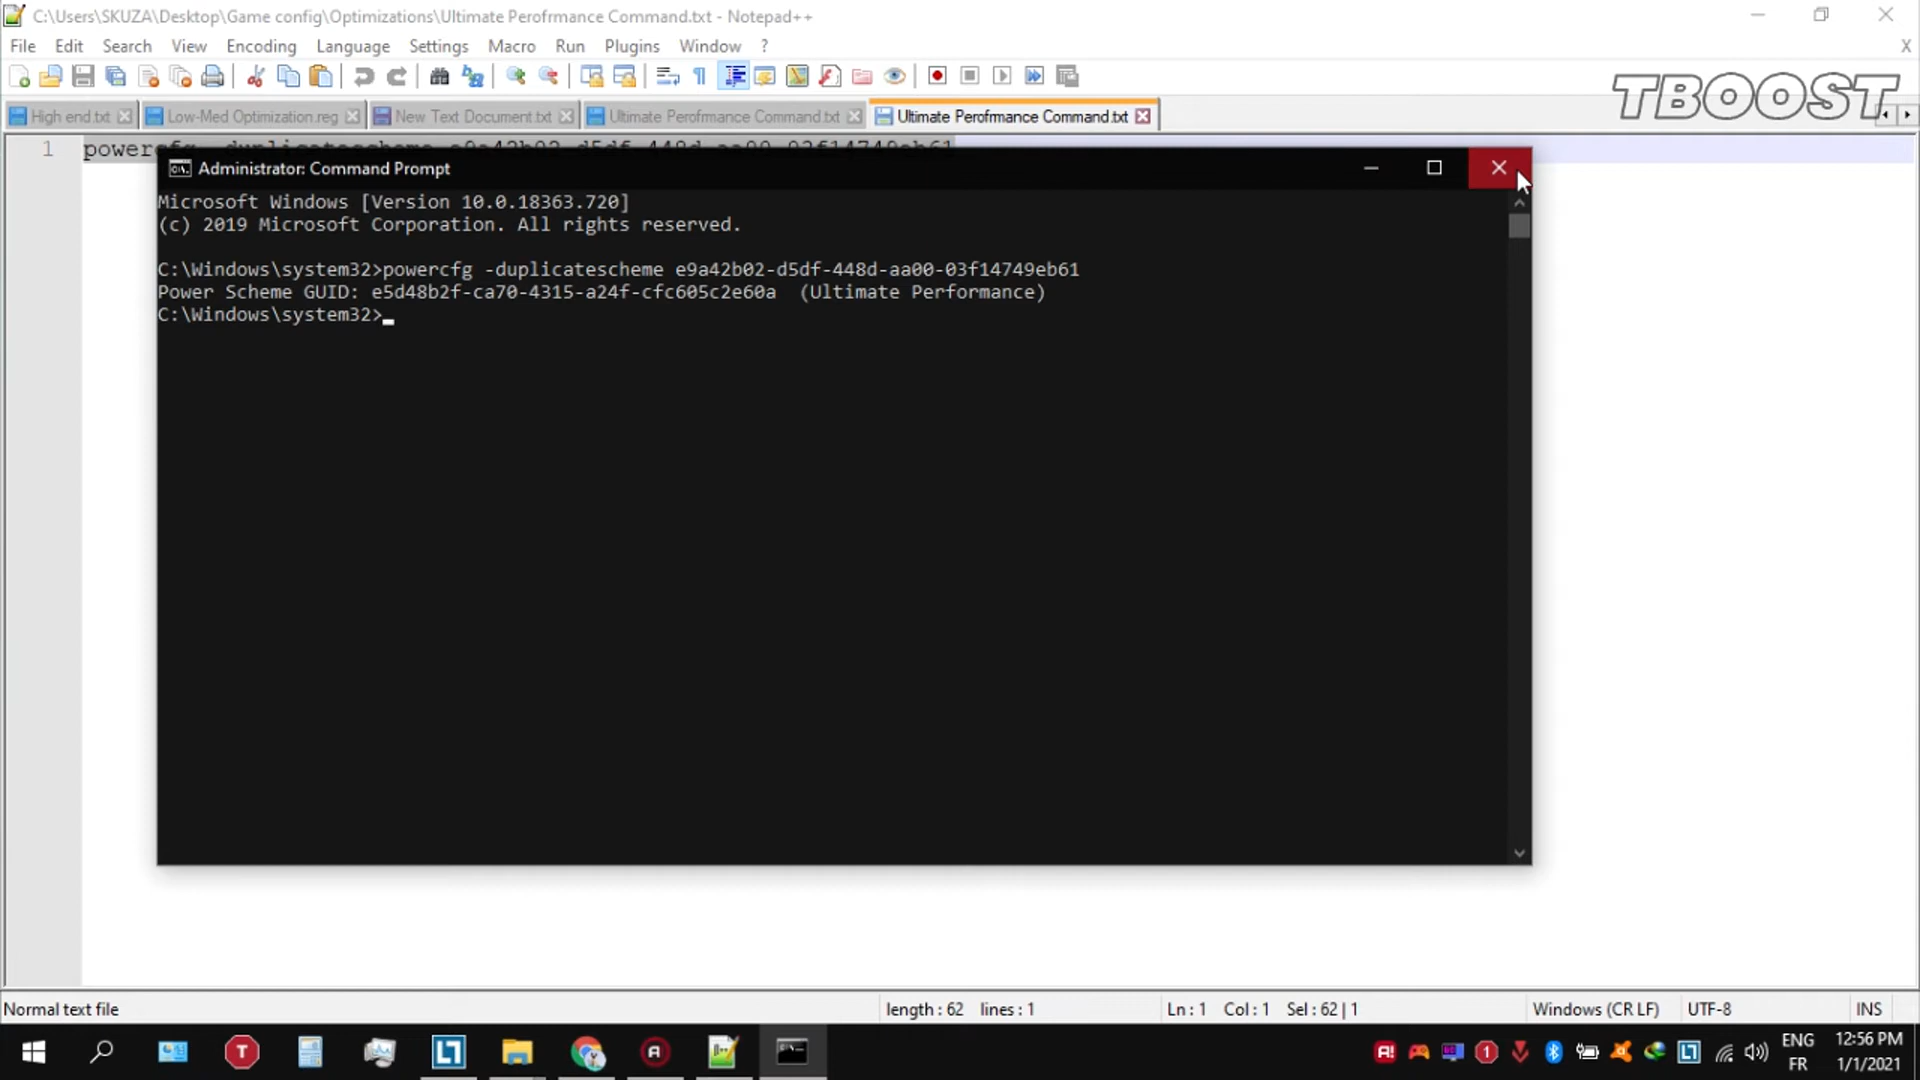 C:\Users\SKUZA\Desktop\Game config\Optimizations\Ultimate Perofrmance Command.txt - Notepad++
File Edit Search View Encoding Language Settings Macro Run Plugins Window ? X
TBOOST
High end.txt Low-Med Optimization.reg New Text Document.txt Ultimate Perofrmance Command.txt Ultimate Perofrmance Command.txt
1 powercfg -duplicatescheme e9a42b02-d5df-448d-aa00-03f14749eb61
Administrator: Command Prompt
Microsoft Windows [Version 10.0.18363.720]
(c) 2019 Microsoft Corporation. All rights reserved.
C:\Windows\system32>powercfg -duplicatescheme e9a42b02-d5df-448d-aa00-03f14749eb61
Power Scheme GUID: e5d48b2f-ca70-4315-a24f-cfc605c2e60a (Ultimate Performance)
C:\Windows\system32>
Normal text file length : 62 lines : 1 Ln : 1 Col : 1 Sel : 62 | 1 Windows (CR LF) UTF-8 INS
ENG 12:56 PM
FR 1/1/2021